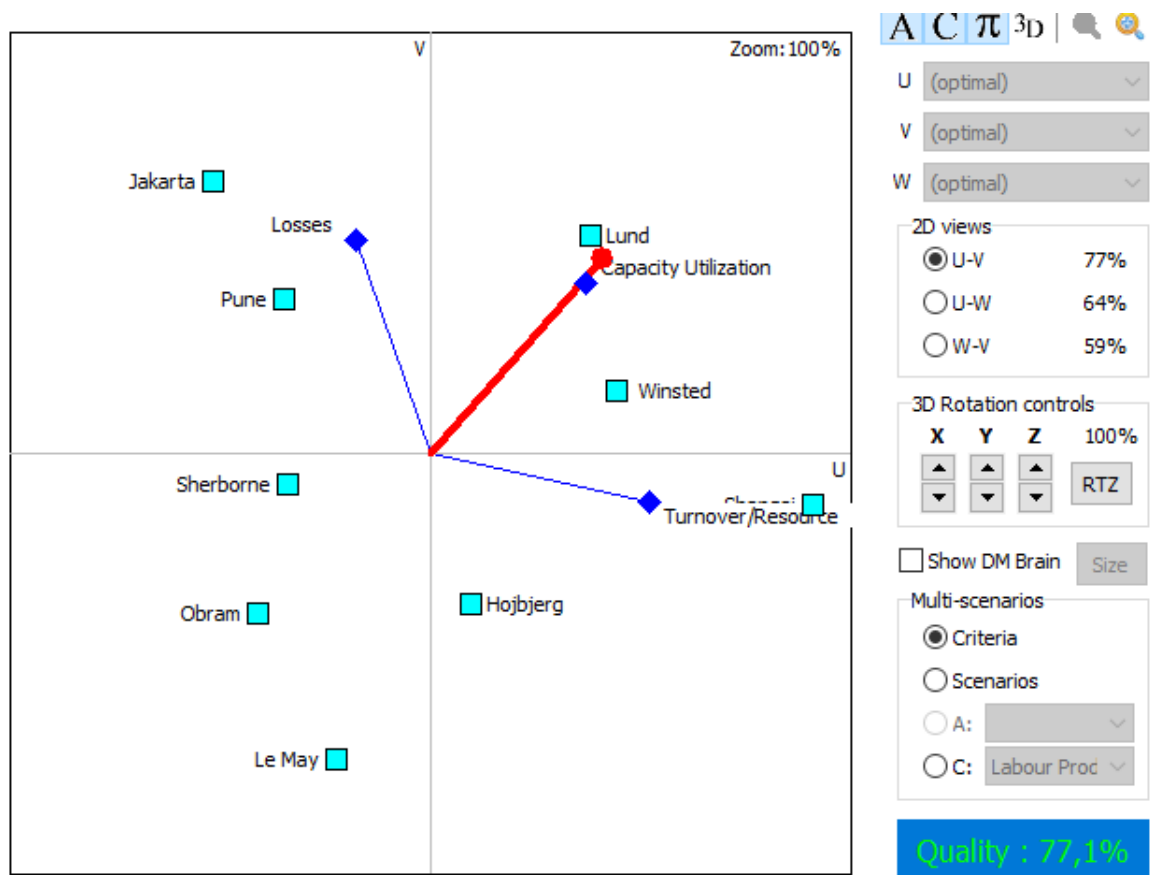 V
Zoom: 100%
Jakarta
Losses
Lund
Capacity Utilization
Pune
Winsted
U
Sherborne
Turnover/Resource
Obram
Hojbjerg
Le May
A C π 3D
U (optimal)
V (optimal)
W (optimal)
2D views
U-V 77%
U-W 64%
W-V 59%
3D Rotation controls
X Y Z 100%
RTZ
Show DM Brain Size
Multi-scenarios
Criteria
Scenarios
A:
C: Labour Prod
Quality : 77,1%